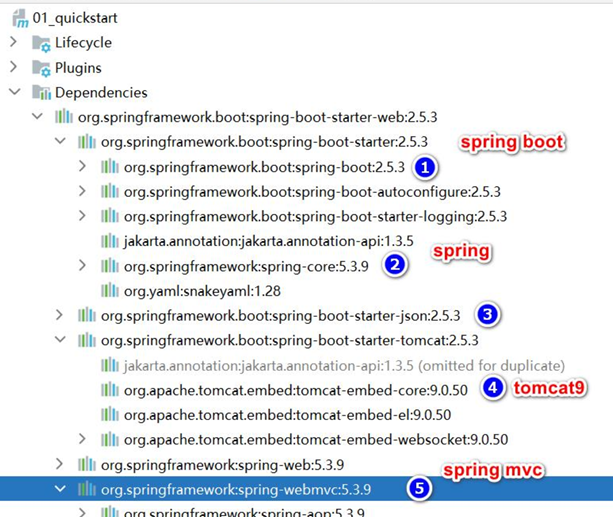 01_quickstart
Lifecycle
Plugins
Dependencies
org.springframework.boot:spring-boot-starter-web:2.5.3
org.springframework.boot:spring-boot-starter:2.5.3 spring boot
org.springframework.boot:spring-boot:2.5.3 1
org.springframework.boot:spring-boot-autoconfigure:2.5.3
org.springframework.boot:spring-boot-starter-logging:2.5.3
jakarta.annotation:jakarta.annotation-api:1.3.5 spring
org.springframework:spring-core:5.3.9 2
org.yaml:snakeyaml:1.28
org.springframework.boot:spring-boot-starter-json:2.5.3 3
org.springframework.boot:spring-boot-starter-tomcat:2.5.3
jakarta.annotation:jakarta.annotation-api:1.3.5 (omitted for duplicate)
org.apache.tomcat.embed:tomcat-embed-core:9.0.50 4 tomcat9
org.apache.tomcat.embed:tomcat-embed-el:9.0.50
org.apache.tomcat.embed:tomcat-embed-websocket:9.0.50
org.springframework:spring-web:5.3.9 spring mvc
org.springframework:spring-webmvc:5.3.9 5
org.springframework:spring-aop:5.3.9